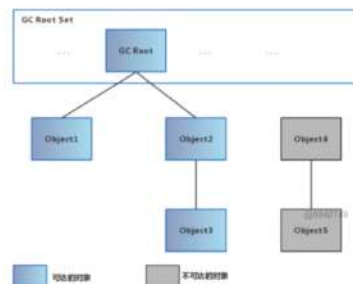 GC Root Set
... GC Root ... ...
Object1 Object2 Object4
Object3 Object5
可达的对象 不可达的对象